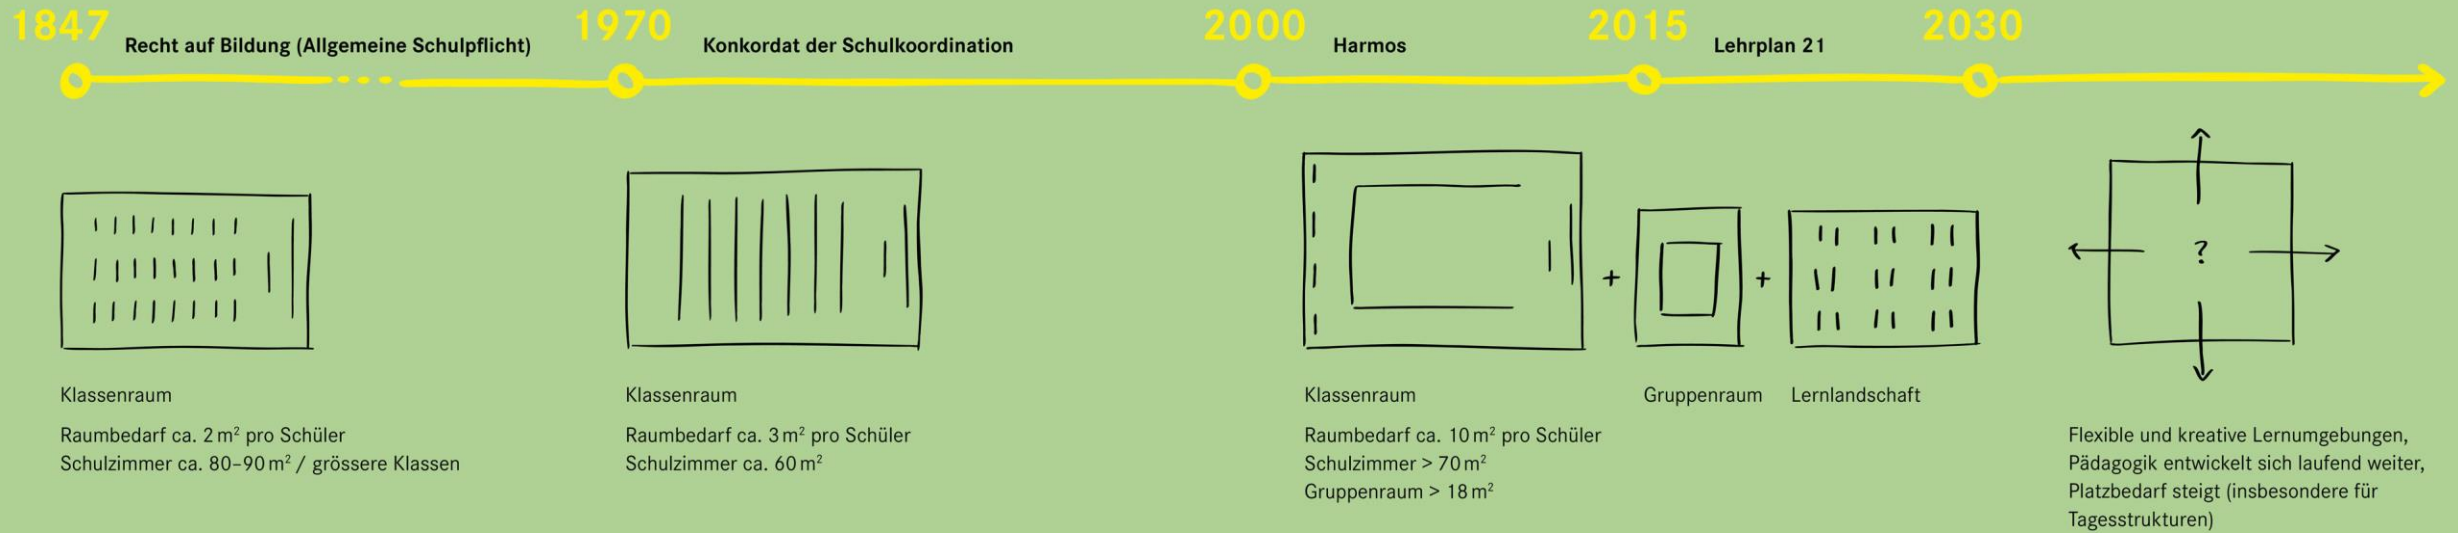 1847
Recht auf Bildung (Allgemeine Schulpflicht)
1970
Konkordat der Schulkoordination
2000
Harmos
2015
Lehrplan 21
2030
Klassenraum
Raumbedarf ca. 2 m² pro Schüler
Schulzimmer ca. 80–90 m² / grössere Klassen
Klassenraum
Raumbedarf ca. 3 m² pro Schüler
Schulzimmer ca. 60 m²
+
+
Klassenraum
Gruppenraum
Lernlandschaft
Raumbedarf ca. 10 m² pro Schüler
Schulzimmer > 70 m²
Gruppenraum > 18 m²
?
Flexible und kreative Lernumgebungen,
Pädagogik entwickelt sich laufend weiter,
Platzbedarf steigt (insbesondere für
Tagesstrukturen)